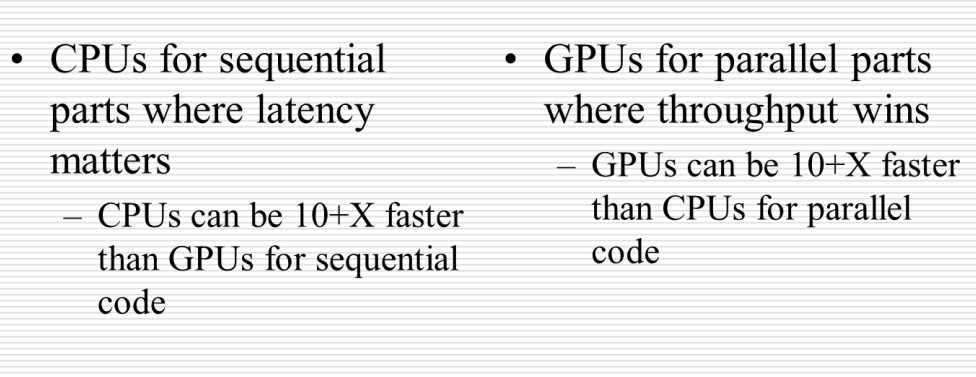 • CPUs for sequential
parts where latency
matters
– CPUs can be 10+X faster
than GPUs for sequential
code
• GPUs for parallel parts
where throughput wins
– GPUs can be 10+X faster
than CPUs for parallel
code